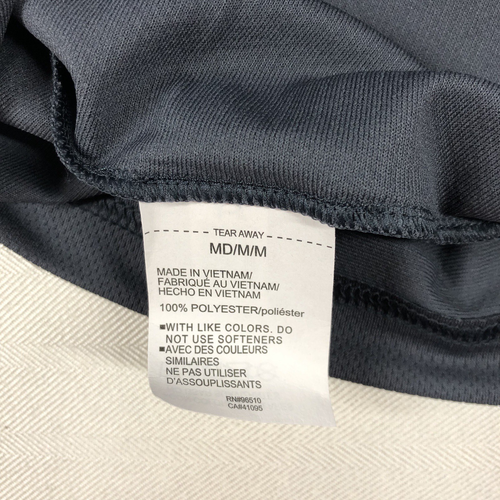 TEAR AWAY
MD/M/M
MADE IN VIETNAM/
FABRIQUÉ AU VIETNAM/
HECHO EN VIETNAM
100% POLYESTER/poliéster
■WITH LIKE COLORS. DO
NOT USE SOFTENERS
■AVEC DES COULEURS
SIMILAIRES
NE PAS UTILISER
D'ASSOUPLISSANTS
RN#96510
CA#41095